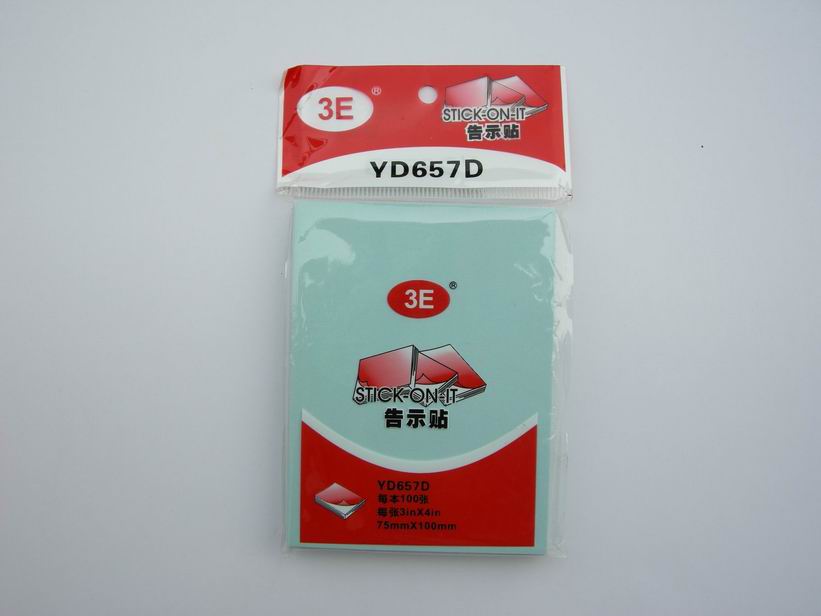 3E ®
STICK-ON-IT
告示贴
YD657D
3E ®
STICK-ON-IT
告示贴
YD657D
每本100张
每张3inX4in
75mmX100mm